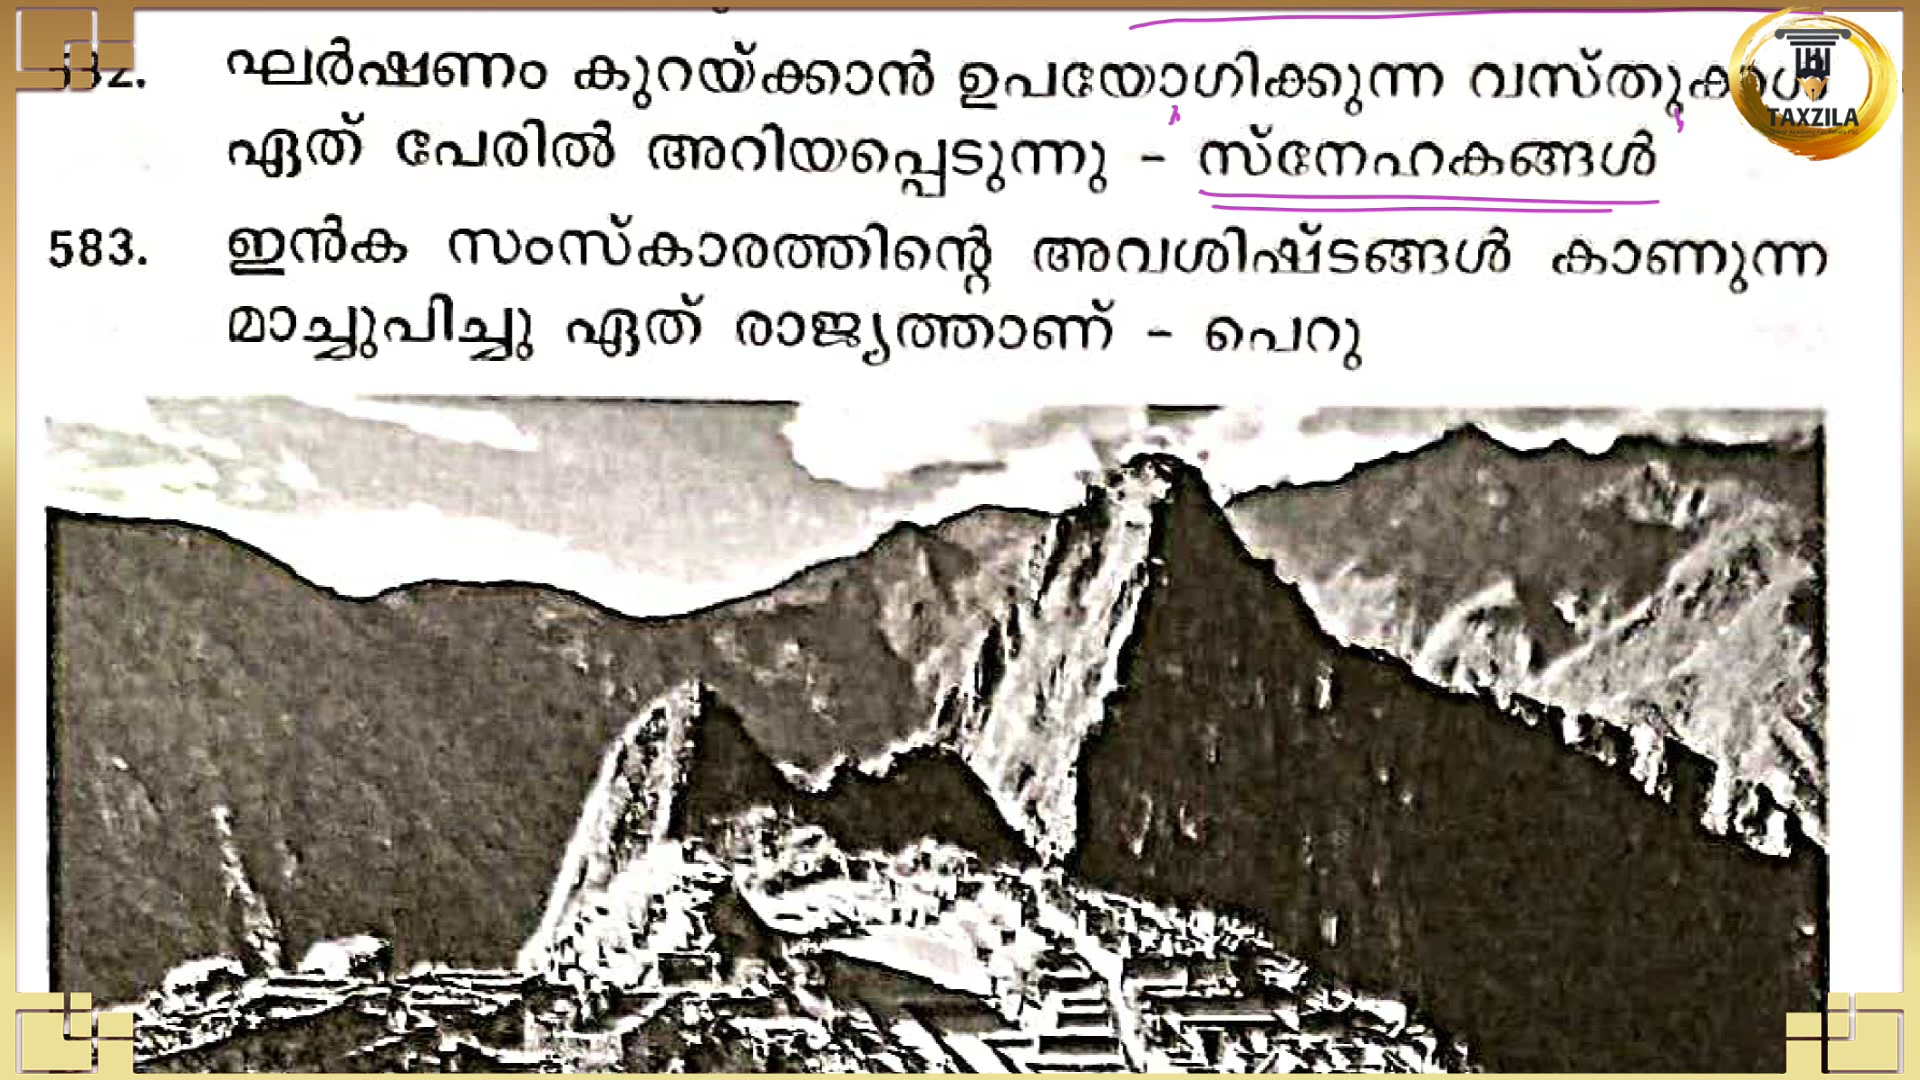 582. ഘർഷണം കുറയ്ക്കാൻ ഉപയോഗിക്കുന്ന വസ്തുക്കൾ
ഏത് പേരിൽ അറിയപ്പെടുന്നു - സ്നേഹകങ്ങൾ
583. ഇൻക സംസ്കാരത്തിന്റെ അവശിഷ്ടങ്ങൾ കാണുന്ന
മാച്ചുപിച്ചു ഏത് രാജ്യത്താണ് - പെറു
TAXZILA